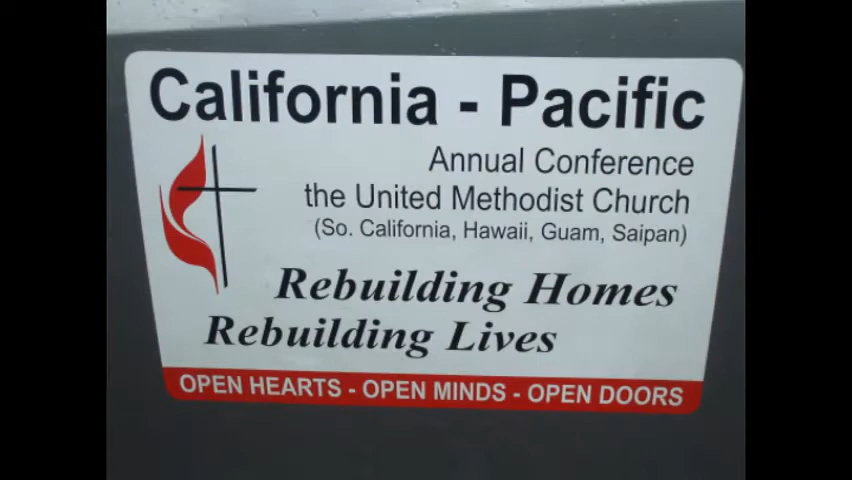 California - Pacific
Annual Conference
the United Methodist Church
(So. California, Hawaii, Guam, Saipan)
Rebuilding Homes
Rebuilding Lives
OPEN HEARTS - OPEN MINDS - OPEN DOORS